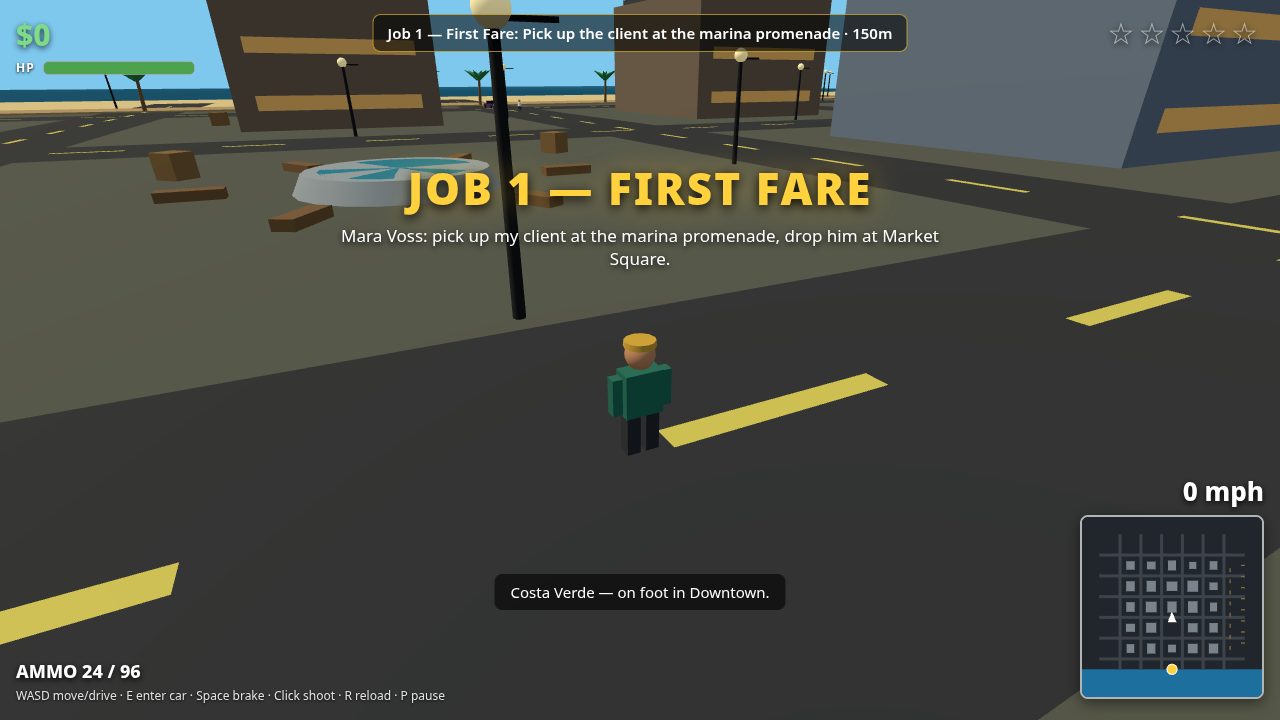 $0
HP
Job 1 — First Fare: Pick up the client at the marina promenade · 150m
JOB 1 — FIRST FARE
Mara Voss: pick up my client at the marina promenade, drop him at Market
Square.
0 mph
Costa Verde — on foot in Downtown.
AMMO 24 / 96
WASD move/drive · E enter car · Space brake · Click shoot · R reload · P pause